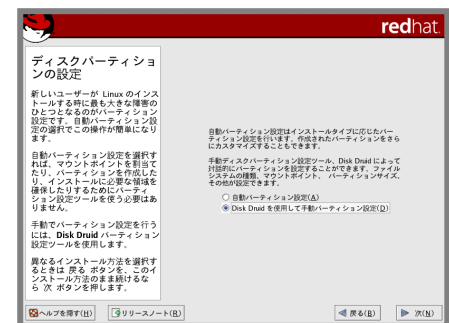 redhat.
ディスクパーティショ
ンの設定
新しいユーザーが Linux のインス
トールする時に最も大きな障害の
ひとつとなるのがパーティション
設定です。自動パーティション設
定の選択でこの操作が簡単になり
ます。
自動パーティション設定を選択す
れば、マウントポイントを割当て
たり、パーティションを作成した
り、インストールに必要な領域を
確保したりするためにパーティ
ション設定ツールを使う必要はあ
りません。
手動でパーティション設定を行う
には、Disk Druid パーティション
設定ツールを使用します。
異なるインストール方法を選択す
るときは 戻る ボタンを、このイ
ンストール方法のまま続けるな
ら 次 ボタンを押します。
自動パーティション設定はインストールタイプに応じたパー
ティション設定を行います。作成されたパーティションをさら
にカスタマイズすることもできます。
手動ディスクパーティション設定ツール、Disk Druid によって
対話的にパーティションを設定することができます。ファイル
システムの種類、マウントポイント、 パーティションサイズ、
その他が設定できます。
自動パーティション設定(A)
Disk Druid を使用して手動パーティション設定(D)
ヘルプを隠す(H)
リリースノート(R)
戻る(B)
次(N)